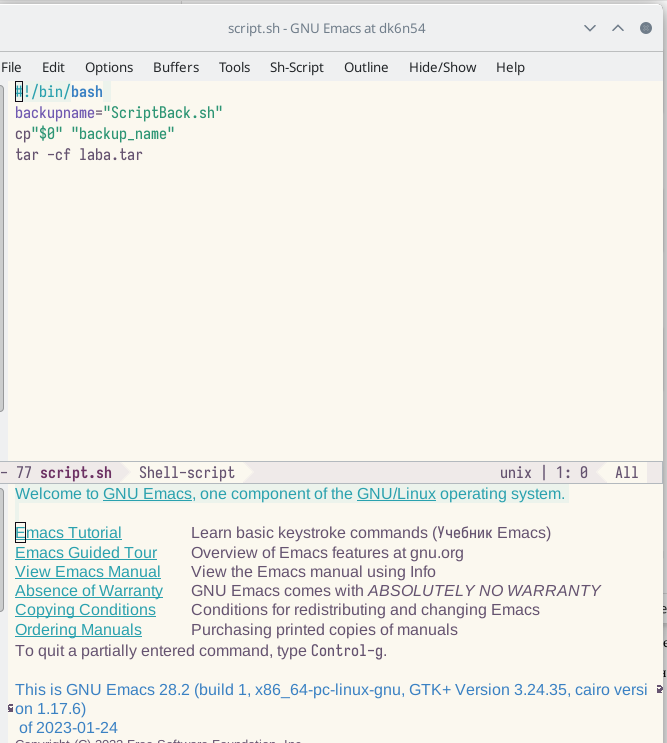 script.sh - GNU Emacs at dk6n54
File Edit Options Buffers Tools Sh-Script Outline Hide/Show Help
#!/bin/bash
backupname="ScriptBack.sh"
cp"$0" "backup_name"
tar -cf laba.tar
- 77 script.sh Shell-script unix | 1: 0 All
Welcome to GNU Emacs, one component of the GNU/Linux operating system.
Emacs Tutorial Learn basic keystroke commands (Учебник Emacs)
Emacs Guided Tour Overview of Emacs features at gnu.org
View Emacs Manual View the Emacs manual using Info
Absence of Warranty GNU Emacs comes with ABSOLUTELY NO WARRANTY
Copying Conditions Conditions for redistributing and changing Emacs
Ordering Manuals Purchasing printed copies of manuals
To quit a partially entered command, type Control-g.
This is GNU Emacs 28.2 (build 1, x86_64-pc-linux-gnu, GTK+ Version 3.24.35, cairo versi
on 1.17.6)
of 2023-01-24
Copyright (C) 2022 Free Software Foundation, Inc.